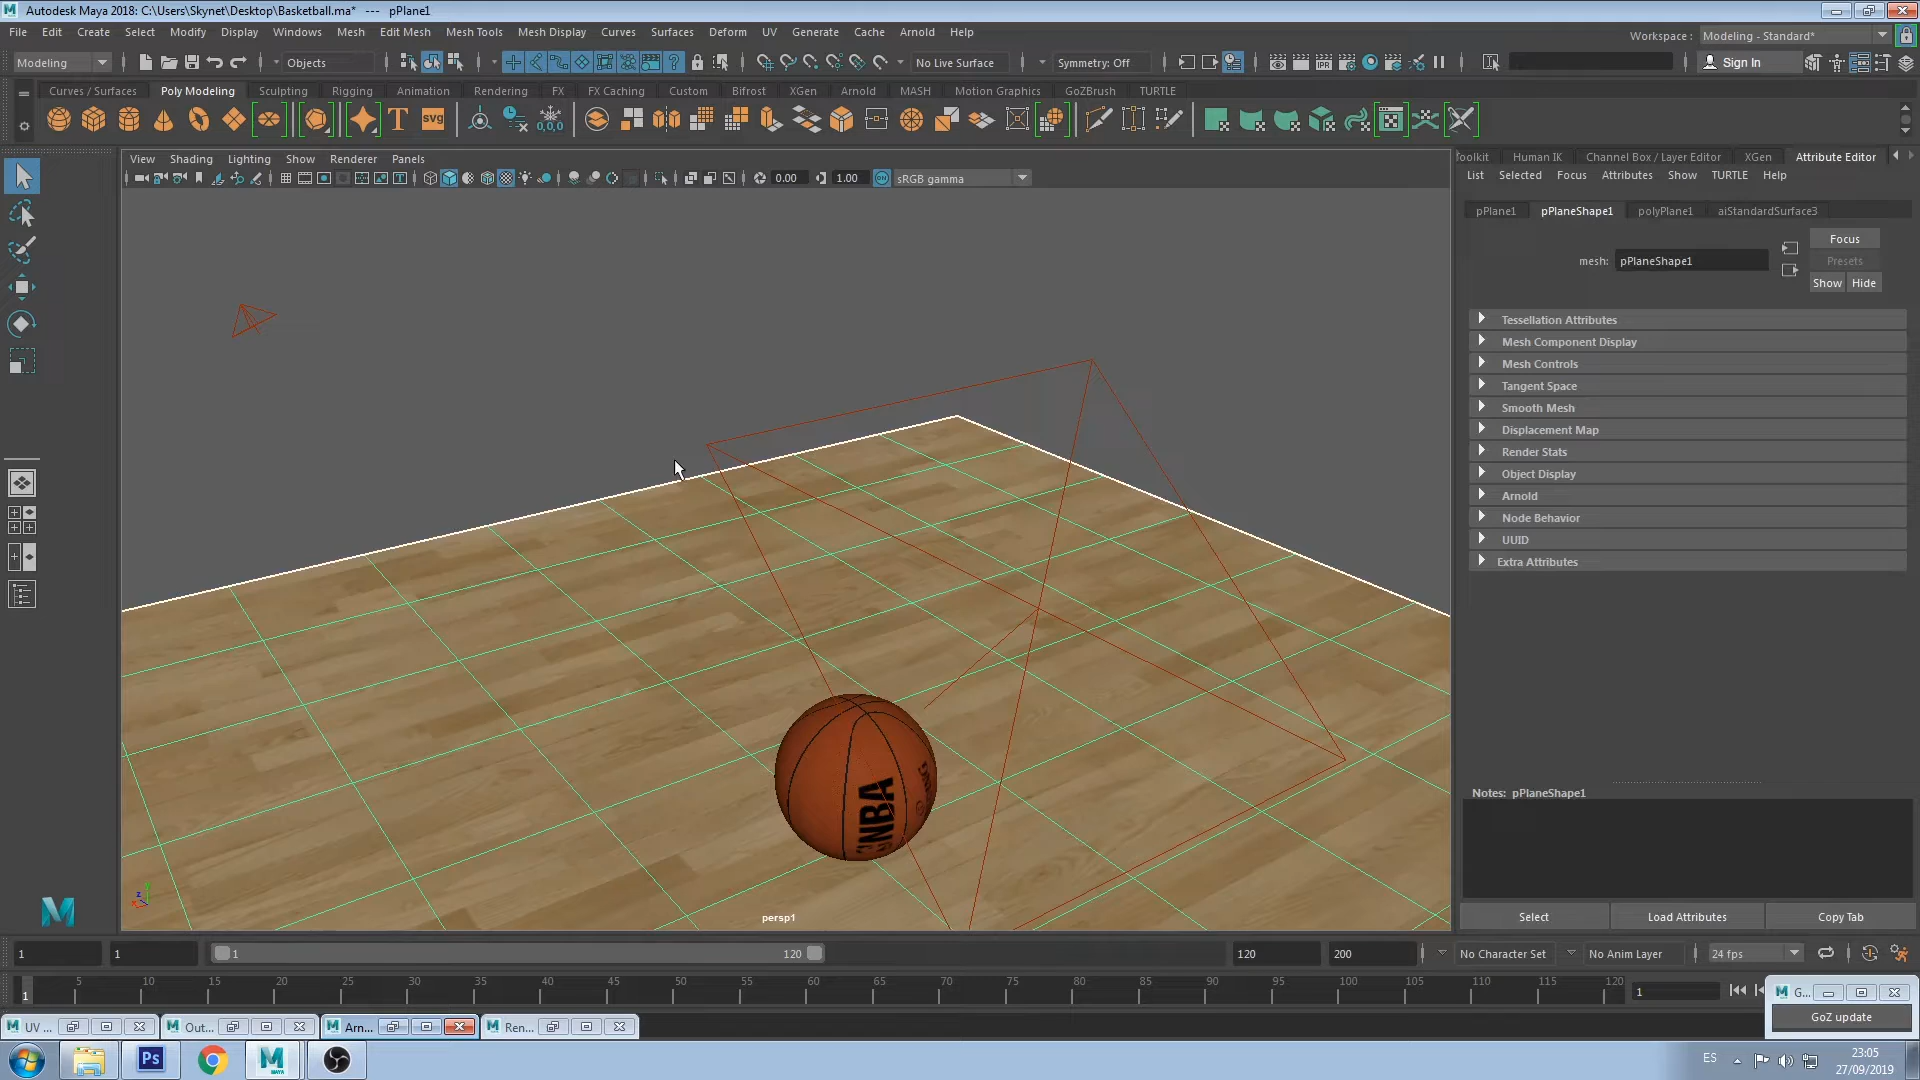 Autodesk Maya 2018: C:\Users\Skynet\Desktop\Basketball.ma* --- pPlane1
File Edit Create Select Modify Display Windows Mesh Edit Mesh Mesh Tools Mesh Display Curves Surfaces Deform UV Generate Cache Arnold Help
Workspace : Modeling - Standard*
Modeling Objects No Live Surface Symmetry: Off Sign In
Curves / Surfaces Poly Modeling Sculpting Rigging Animation Rendering FX FX Caching Custom Bifrost XGen Arnold MASH Motion Graphics GoZBrush TURTLE
T SVG
View Shading Lighting Show Renderer Panels
0.00 1.00 sRGB gamma
oolkit Human IK Channel Box / Layer Editor XGen Attribute Editor
List Selected Focus Attributes Show TURTLE Help
pPlane1 pPlaneShape1 polyPlane1 aiStandardSurface3
Focus
mesh: pPlaneShape1
Presets
Show Hide
Tessellation Attributes
Mesh Component Display
Mesh Controls
Tangent Space
Smooth Mesh
Displacement Map
Render Stats
Object Display
Arnold
Node Behavior
UUID
Extra Attributes
NBA
Notes: pPlaneShape1
persp1
Select Load Attributes Copy Tab
1 1 1 120 120 200 No Character Set No Anim Layer 24 fps
5 10 15 20 25 30 35 40 45 50 55 60 65 70 75 80 85 90 95 100 105 110 115 120
1 1
G...
GoZ update
UV ... Out... Arn... Ren...
Ps MAYA
ES 23:05
27/09/2019